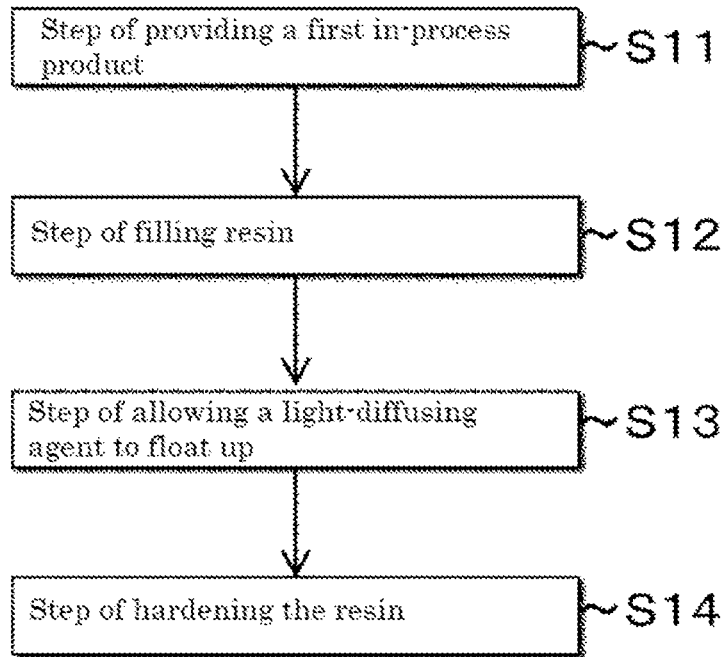 Step of providing a first in-process
product
S11
Step of filling resin
S12
Step of allowing a light-diffusing
agent to float up
S13
Step of hardening the resin
S14